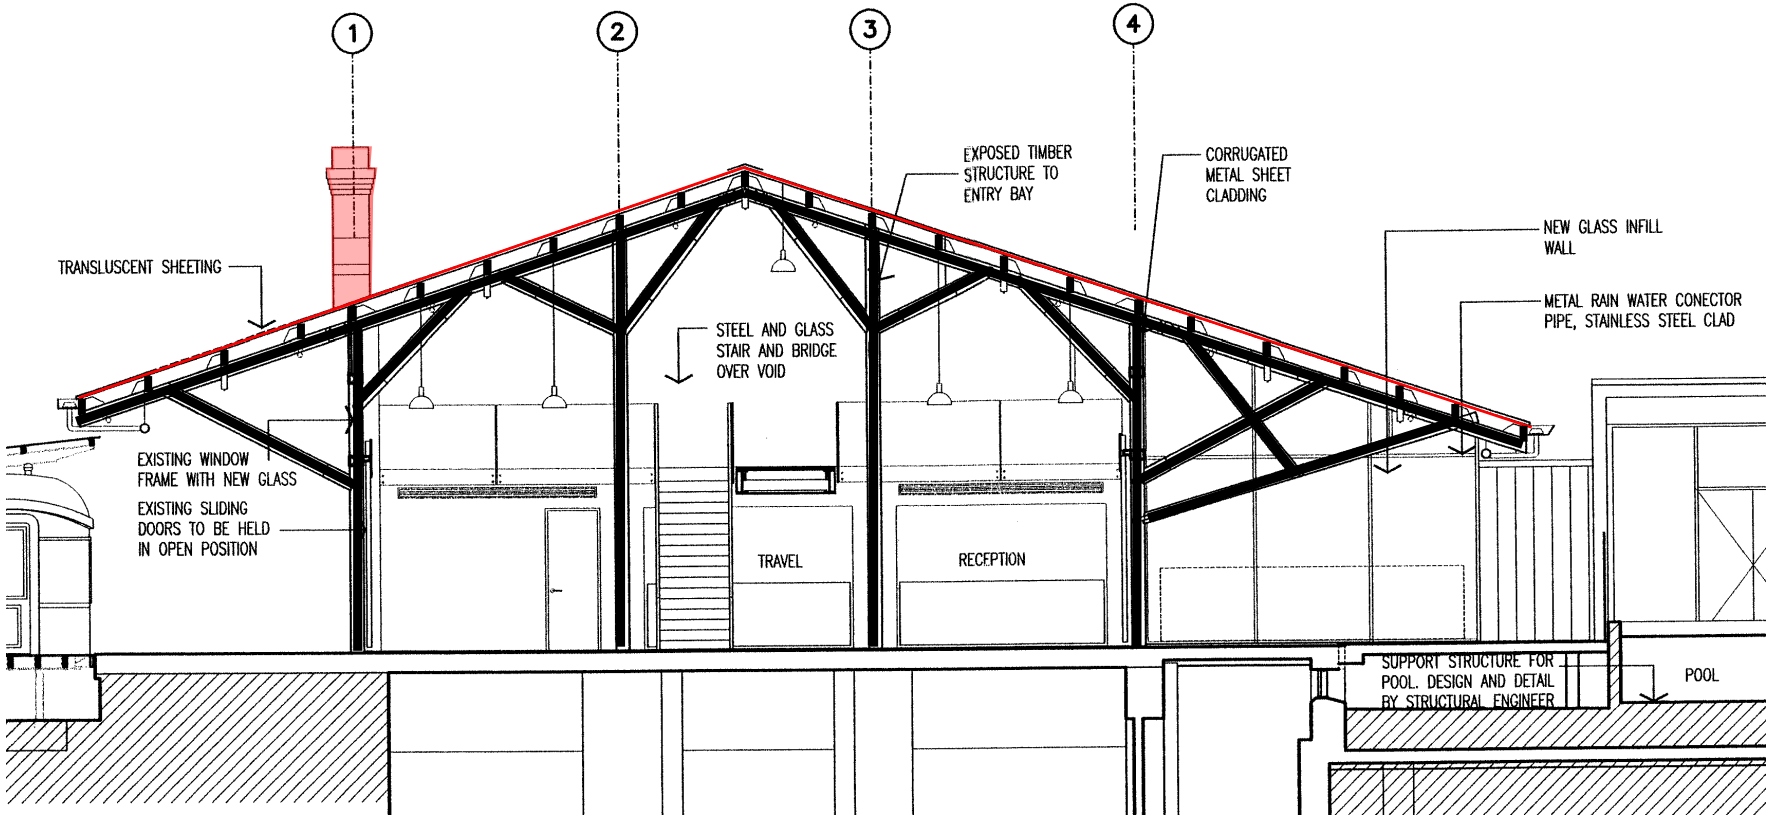 1
2
3
4
EXPOSED TIMBER
STRUCTURE TO
ENTRY BAY
CORRUGATED
METAL SHEET
CLADDING
NEW GLASS INFILL
WALL
TRANSLUSCENT SHEETING
METAL RAIN WATER CONECTOR
PIPE, STAINLESS STEEL CLAD
STEEL AND GLASS
STAIR AND BRIDGE
OVER VOID
EXISTING WINDOW
FRAME WITH NEW GLASS
EXISTING SLIDING
DOORS TO BE HELD
IN OPEN POSITION
TRAVEL
RECEPTION
SUPPORT STRUCTURE FOR
POOL. DESIGN AND DETAIL
BY STRUCTURAL ENGINEER
POOL